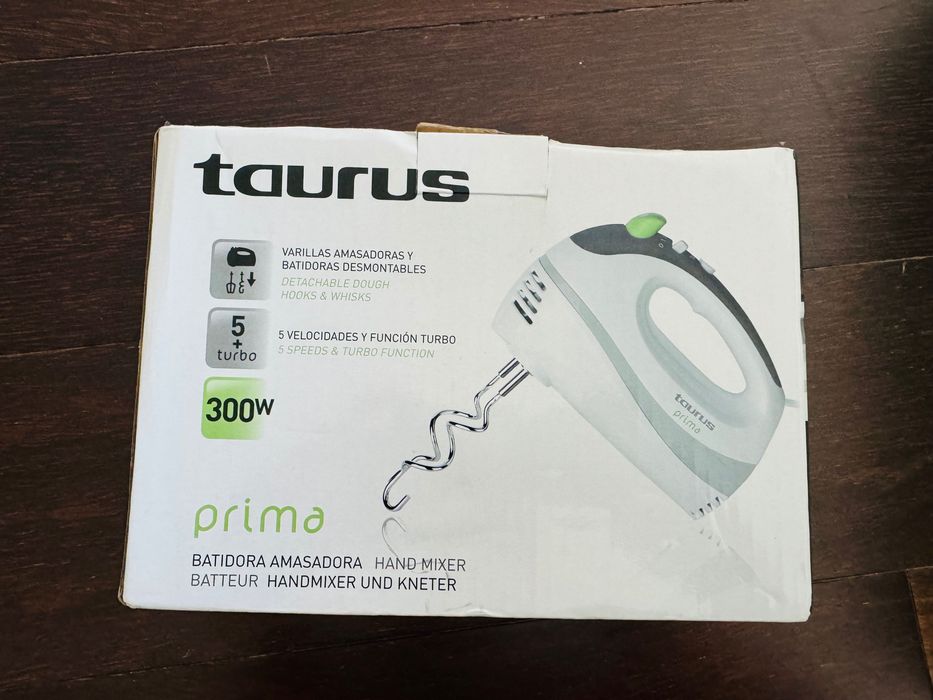 taurus
VARILLAS AMASADORAS Y
BATIDORAS DESMONTABLES
DETACHABLE DOUGH
HOOKS & WHISKS
5
+
turbo
5 VELOCIDADES Y FUNCIÓN TURBO
5 SPEEDS & TURBO FUNCTION
300W
taurus
prima
prima
BATIDORA AMASADORA HAND MIXER
BATTEUR HANDMIXER UND KNETER